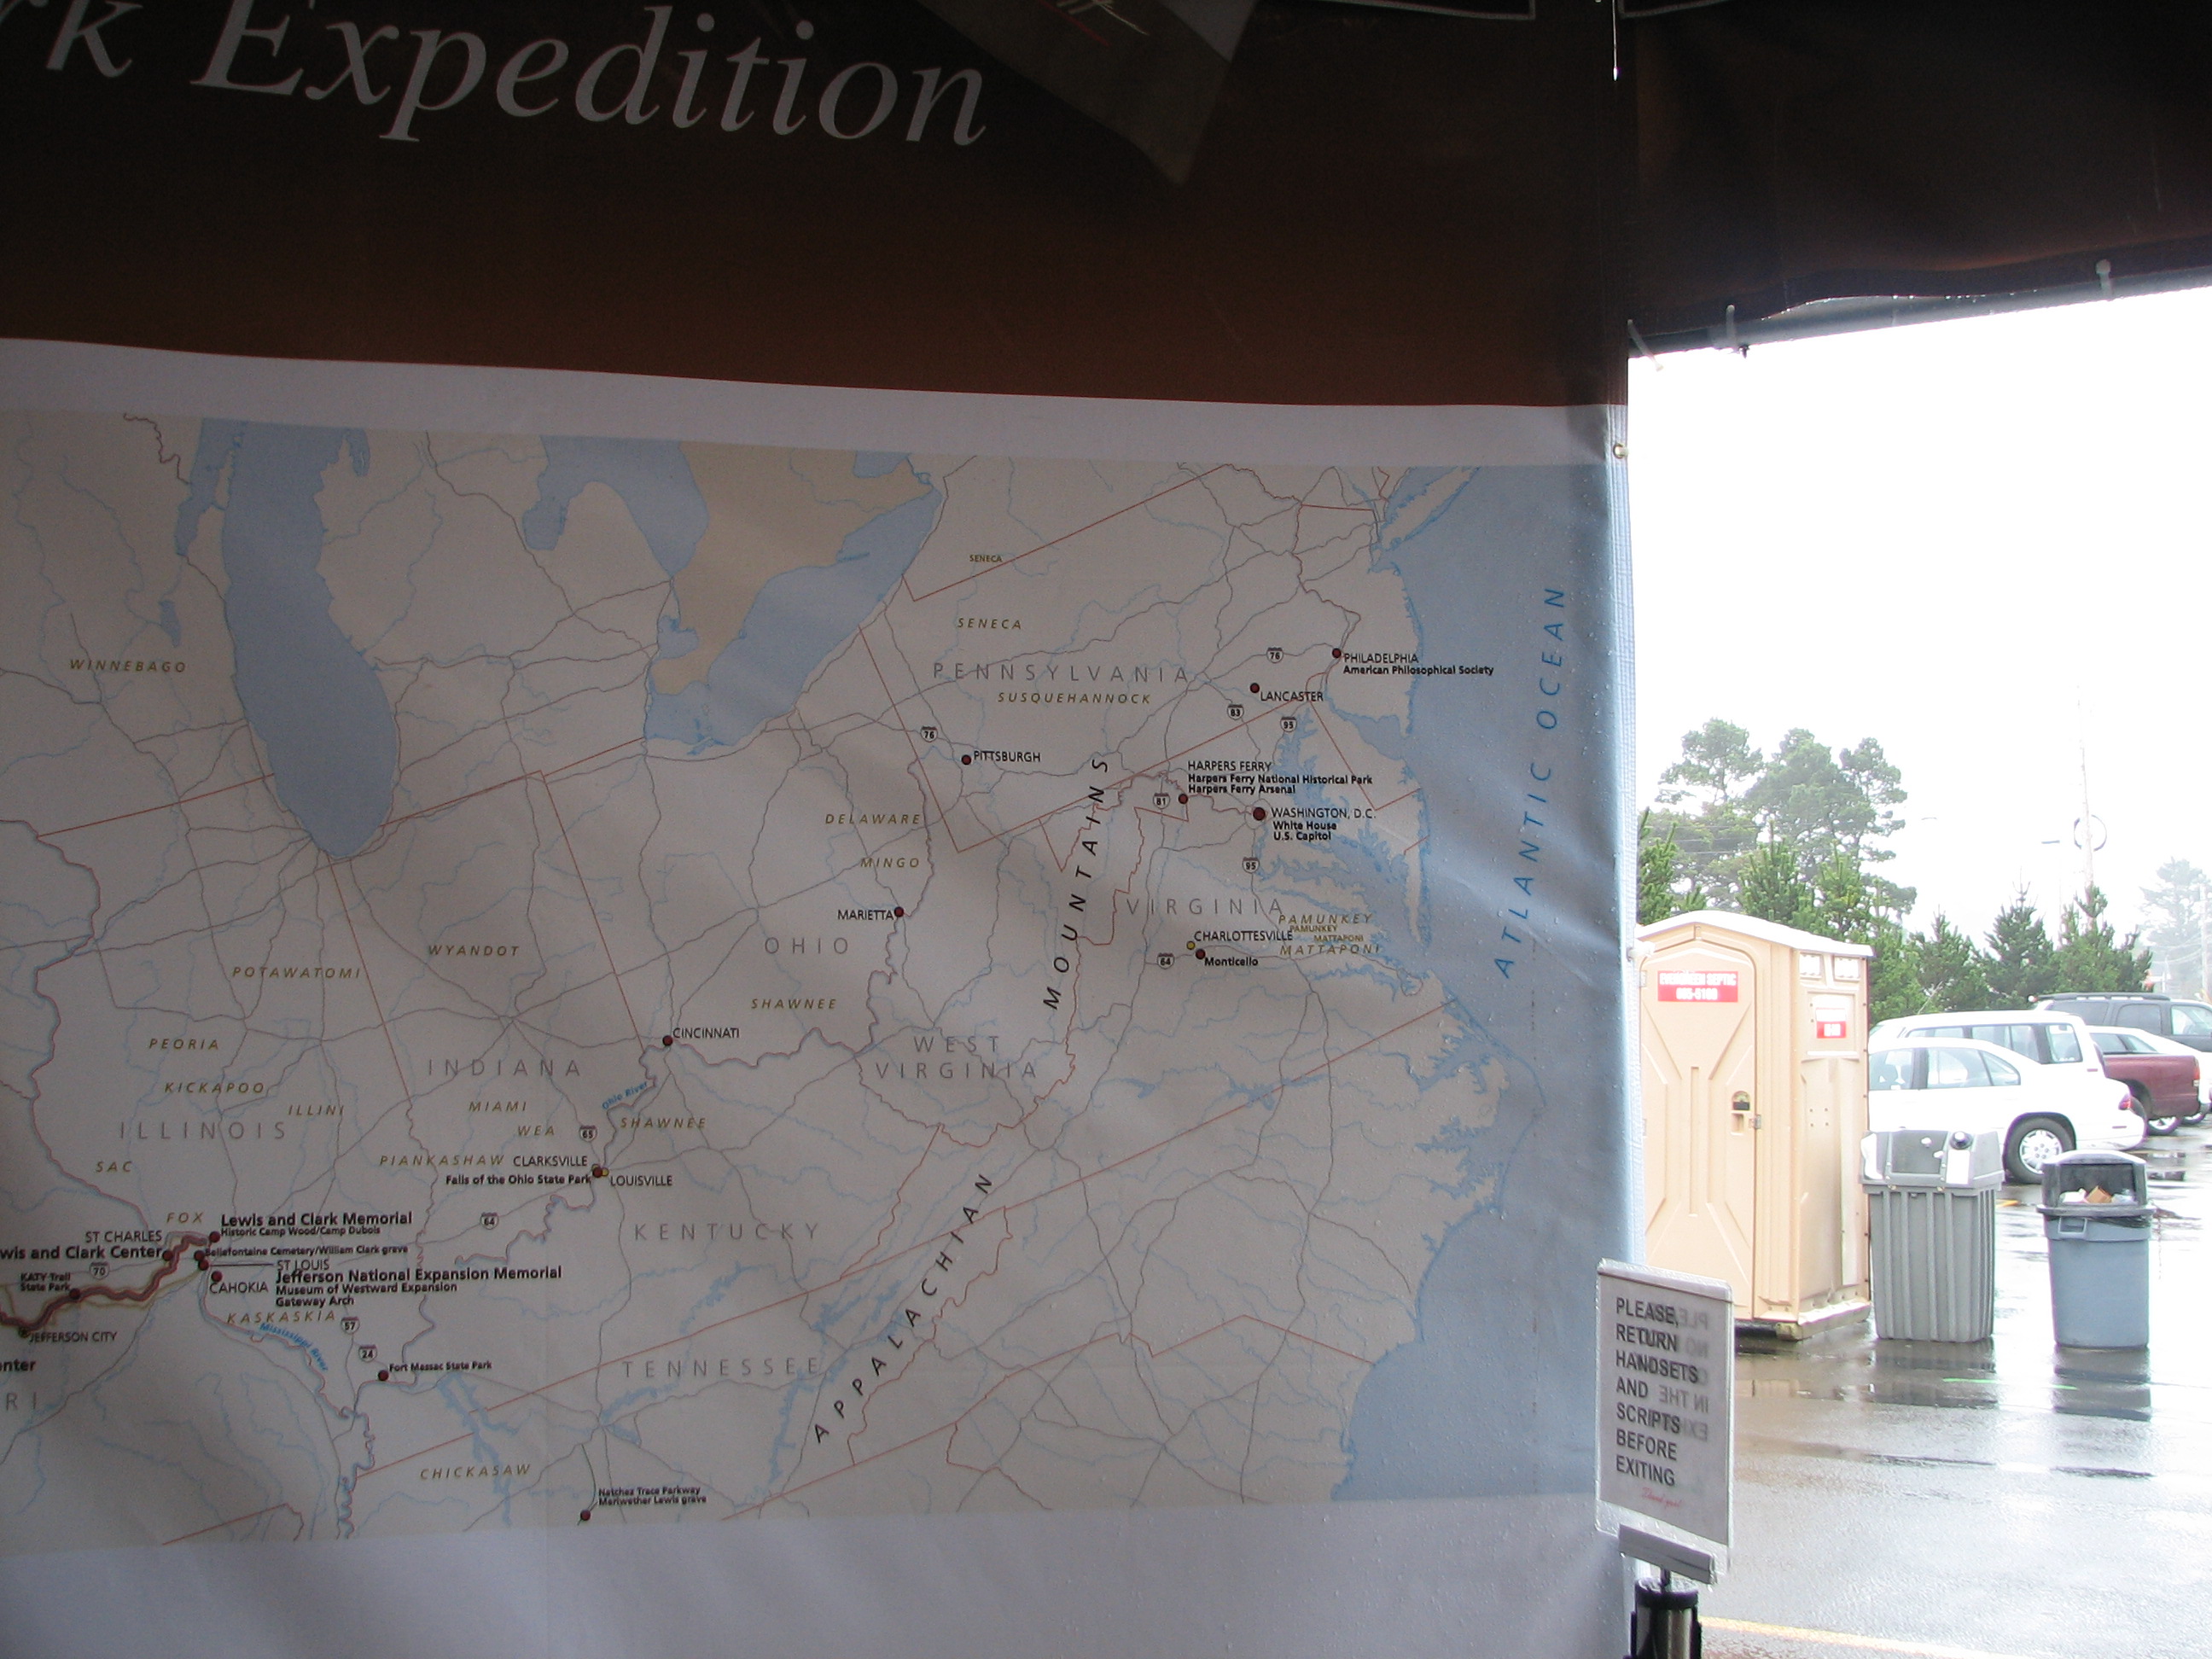 rk Expedition
SENECA
SENECA
WINNEBAGO
PENNSYLVANIA
SUSQUEHANNOCK
76
PHILADELPHIA
American Philosophical Society
LANCASTER
83
95
76
PITTSBURGH
HARPERS FERRY
Harpers Ferry National Historical Park
Harpers Ferry Arsenal
81
WASHINGTON, D.C.
White House
U.S. Capitol
95
ATLANTIC OCEAN
DELAWARE
MINGO
MARIETTA
OHIO
SHAWNEE
VIRGINIA
PAMUNKEY
PAMUNKEY
MATTAPONI
MATTAPONI
CHARLOTTESVILLE
64
Monticello
APPALACHIAN MOUNTAINS
WYANDOT
POTAWATOMI
PEORIA
KICKAPOO
ILLINI
ILLINOIS
SAC
FOX
INDIANA
MIAMI
WEA
PIANKASHAW
CINCINNATI
Ohio River
65
SHAWNEE
CLARKSVILLE
Falls of the Ohio State Park
LOUISVILLE
64
WEST
VIRGINIA
KENTUCKY
ST CHARLES
Lewis and Clark Memorial
Historic Camp Wood/Camp Dubois
wis and Clark Center
Bellefontaine Cemetery/William Clark grave
ST LOUIS
70
KATY Trail
State Park
CAHOKIA
Jefferson National Expansion Memorial
Museum of Westward Expansion
Gateway Arch
KASKASKIA
Mississippi River
57
24
JEFFERSON CITY
enter
RI
Fort Massac State Park
TENNESSEE
CHICKASAW
Natchez Trace Parkway
Meriwether Lewis grave
PLEASE,
RETURN
HANDSETS
AND
SCRIPTS
BEFORE
EXITING
Thank you!